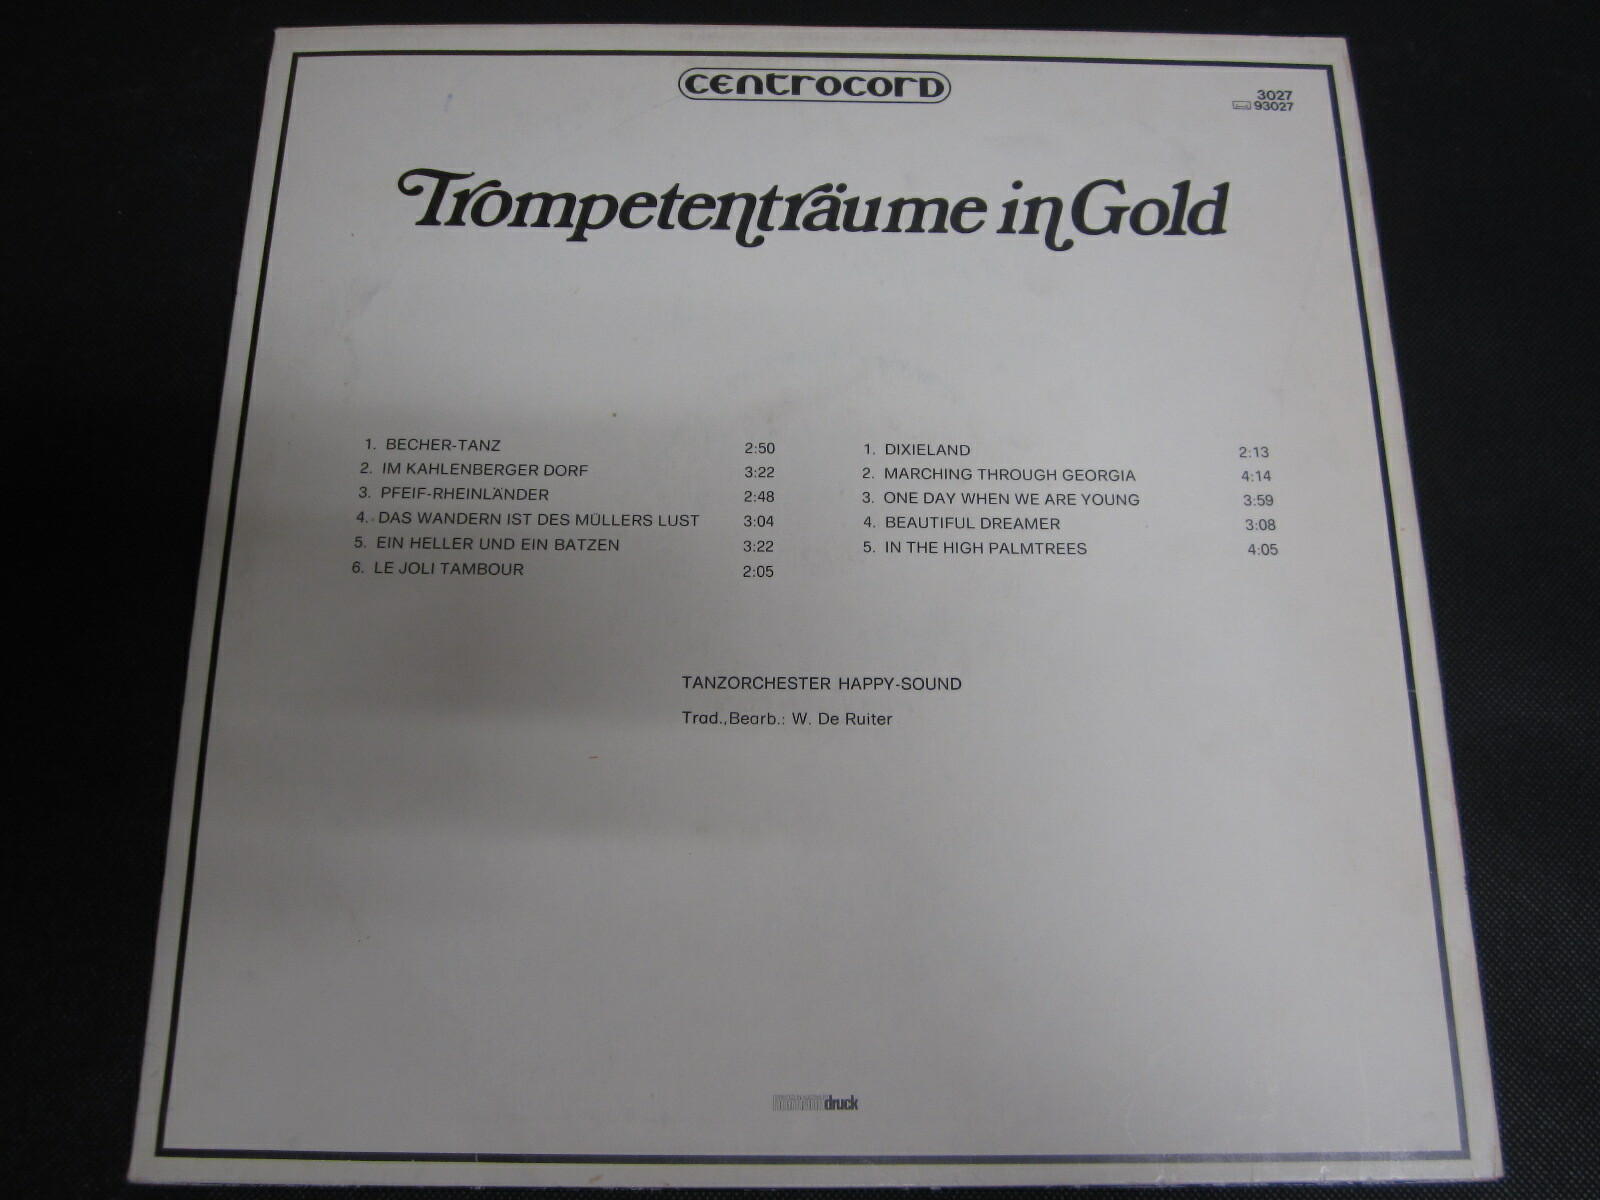 centrocord
3027
93027
Trompetenträume in Gold
1. BECHER-TANZ 2:50
2. IM KAHLENBERGER DORF 3:22
3. PFEIF-RHEINLÄNDER 2:48
4. DAS WANDERN IST DES MÜLLERS LUST 3:04
5. EIN HELLER UND EIN BATZEN 3:22
6. LE JOLI TAMBOUR 2:05
1. DIXIELAND 2:13
2. MARCHING THROUGH GEORGIA 4:14
3. ONE DAY WHEN WE ARE YOUNG 3:59
4. BEAUTIFUL DREAMER 3:08
5. IN THE HIGH PALMTREES 4:05
TANZORCHESTER HAPPY-SOUND
Trad.,Bearb.: W. De Ruiter
druck